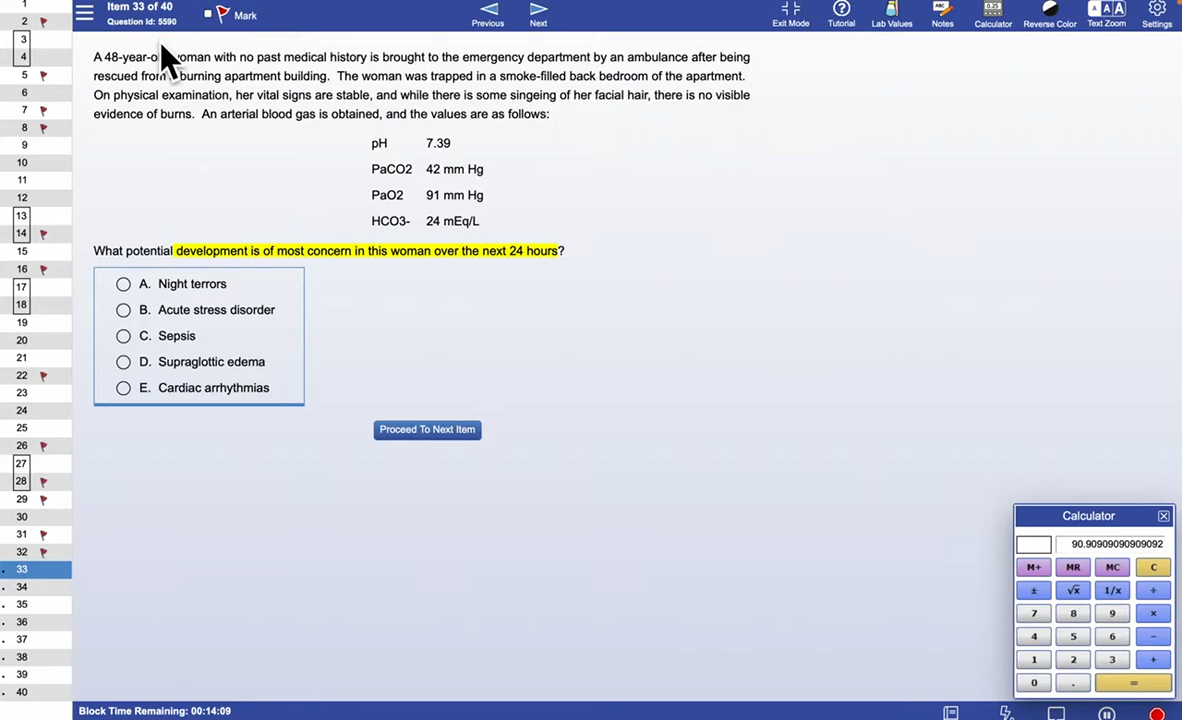 Item 33 of 40
Question Id: 5590
Mark
Previous
Next
Exit Mode
Tutorial
Lab Values
Notes
Calculator
Reverse Color
Text Zoom
Settings
1
2
3
4
5
6
7
8
9
10
11
12
13
14
15
16
17
18
19
20
21
22
23
24
25
26
27
28
29
30
31
32
33
34
35
36
37
38
39
40
A 48-year-o woman with no past medical history is brought to the emergency department by an ambulance after being
rescued from burning apartment building. The woman was trapped in a smoke-filled back bedroom of the apartment.
On physical examination, her vital signs are stable, and while there is some singeing of her facial hair, there is no visible
evidence of burns. An arterial blood gas is obtained, and the values are as follows:
pH 7.39
PaCO2 42 mm Hg
PaO2 91 mm Hg
HCO3- 24 mEq/L
What potential development is of most concern in this woman over the next 24 hours?
A. Night terrors
B. Acute stress disorder
C. Sepsis
D. Supraglottic edema
E. Cardiac arrhythmias
Proceed To Next Item
Calculator
90.90909090909092
M+ MR MC C
± √x 1/x ÷
7 8 9 ×
4 5 6 −
1 2 3 +
0 . =
Block Time Remaining: 00:14:09